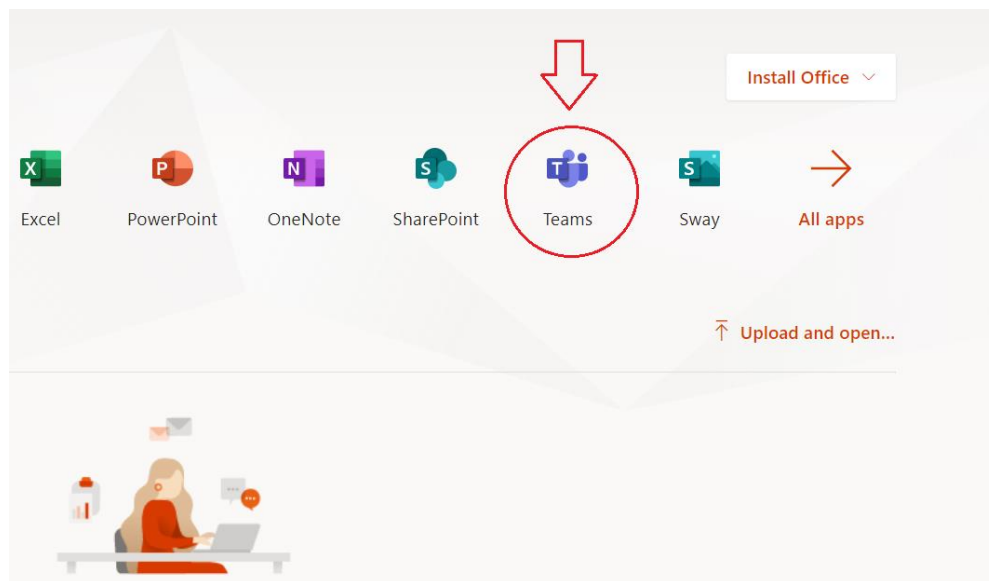 Install Office
X
P
N
S
T
S
Excel
PowerPoint
OneNote
SharePoint
Teams
Sway
All apps
Upload and open...